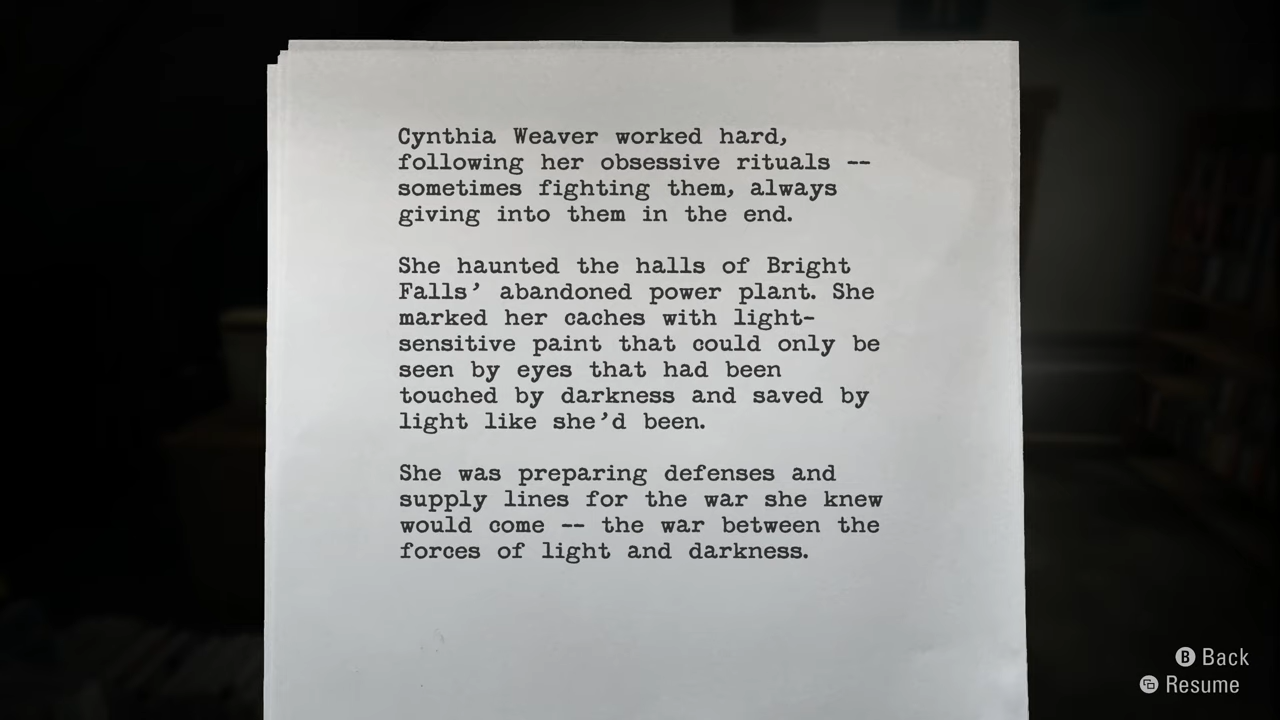 Cynthia Weaver worked hard,
following her obsessive rituals --
sometimes fighting them, always
giving into them in the end.
She haunted the halls of Bright
Falls’ abandoned power plant. She
marked her caches with light-
sensitive paint that could only be
seen by eyes that had been
touched by darkness and saved by
light like she’d been.
She was preparing defenses and
supply lines for the war she knew
would come -- the war between the
forces of light and darkness.
B Back
Resume